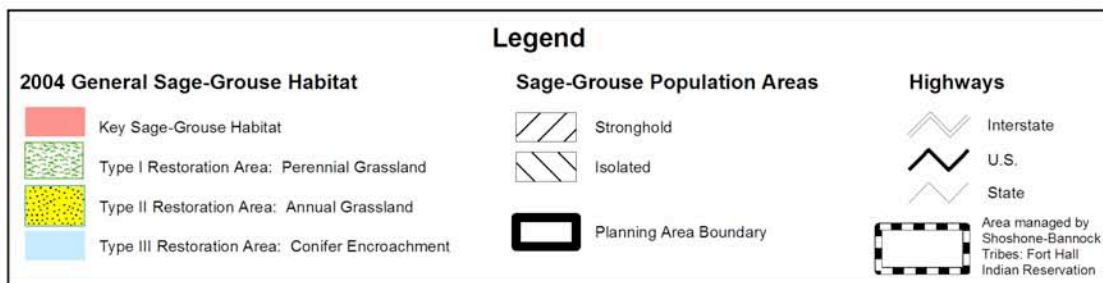 Legend
2004 General Sage-Grouse Habitat
Key Sage-Grouse Habitat
Type I Restoration Area: Perennial Grassland
Type II Restoration Area: Annual Grassland
Type III Restoration Area: Conifer Encroachment
Sage-Grouse Population Areas
Stronghold
Isolated
Planning Area Boundary
Highways
Interstate
U.S.
State
Area managed by
Shoshone-Bannock
Tribes: Fort Hall
Indian Reservation